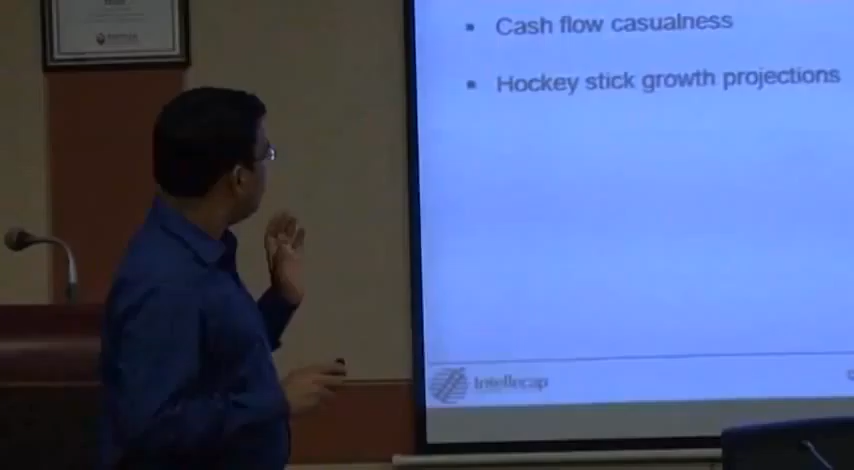 Cash flow casualness
Hockey stick growth projections
Intellecap